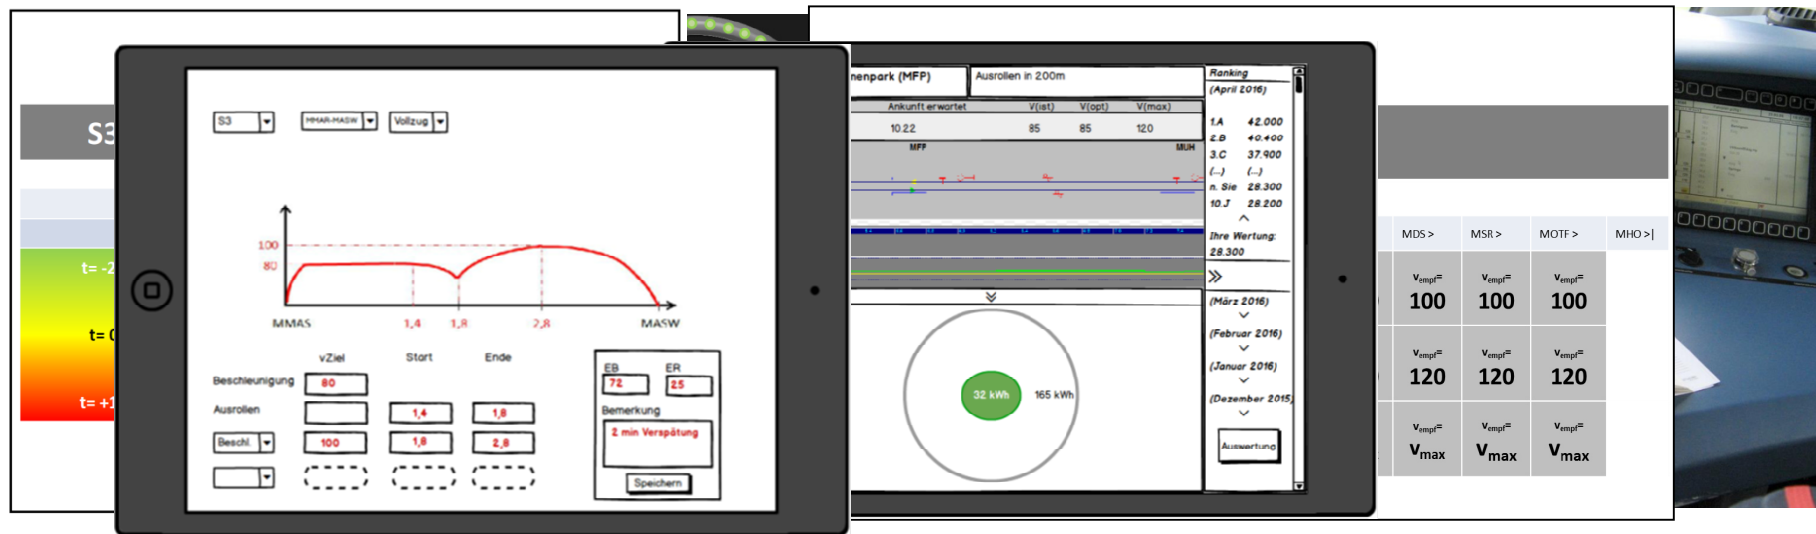 S3
t= -2
t= 0
t= +1
S3
MMAR-MASW
Vollzug
100
80
MMAS
1,4
1,8
2,8
MASW
vZiel
Start
Ende
Beschleunigung
80
Ausrollen
1,4
1,8
Beschl.
100
1,8
2,8
EB
ER
72
25
Bemerkung
2 min Verspätung
Speichern
nenpark (MFP)
Ausrollen in 200m
Ankunft erwartet
V(ist)
V(opt)
V(max)
10.22
85
85
120
MFP
MUH
32 kWh
165 kWh
Ranking
(April 2016)
1.A 42.000
2.B 40.400
3.C 37.900
(...) (...)
n. Sie 28.300
10.J 28.200
Ihre Wertung:
28.300
(März 2016)
(Februar 2016)
(Januar 2016)
(Dezember 2015)
Auswertung
MDS >
MSR >
MOTF >
MHO >|
vempf=
100
vempf=
100
vempf=
100
vempf=
120
vempf=
120
vempf=
120
vempf=
vmax
vempf=
vmax
vempf=
vmax